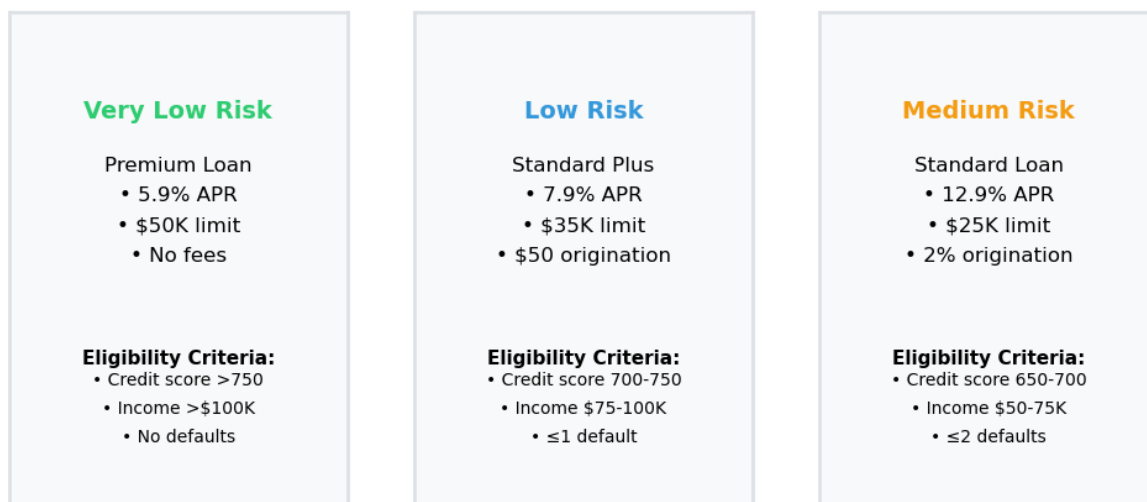 Very Low Risk
Premium Loan
• 5.9% APR
• $50K limit
• No fees
Eligibility Criteria:
• Credit score >750
• Income >$100K
• No defaults
Low Risk
Standard Plus
• 7.9% APR
• $35K limit
• $50 origination
Eligibility Criteria:
• Credit score 700-750
• Income $75-100K
• ≤1 default
Medium Risk
Standard Loan
• 12.9% APR
• $25K limit
• 2% origination
Eligibility Criteria:
• Credit score 650-700
• Income $50-75K
• ≤2 defaults